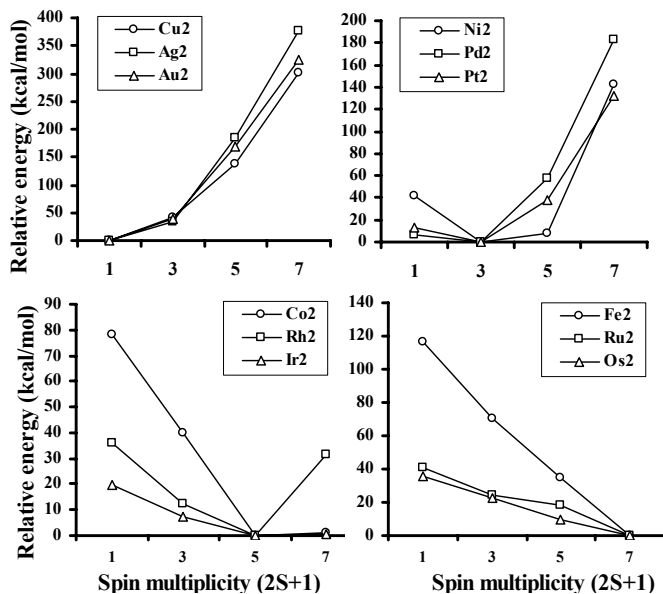 Relative energy (kcal/mol)
400
350
300
250
200
150
100
50
0
1 3 5 7
Cu2
Ag2
Au2
200
180
160
140
120
100
80
60
40
20
0
1 3 5 7
Ni2
Pd2
Pt2
Relative energy (kcal/mol)
90
80
70
60
50
40
30
20
10
0
1 3 5 7
Spin multiplicity (2S+1)
Co2
Rh2
Ir2
140
120
100
80
60
40
20
0
1 3 5 7
Spin multiplicity (2S+1)
Fe2
Ru2
Os2